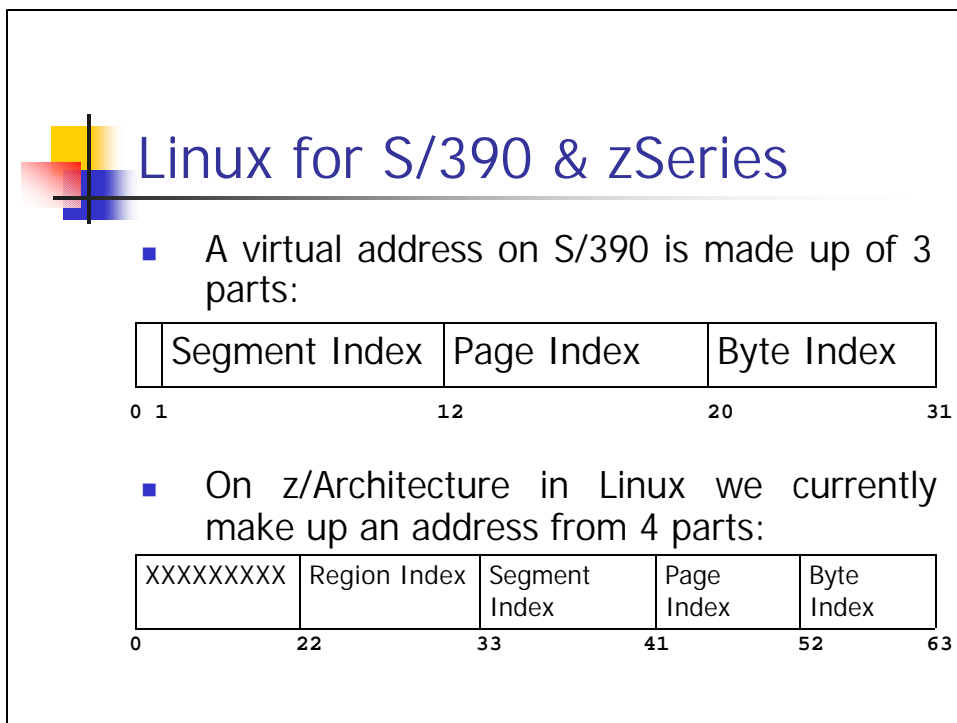 Linux for S/390 & zSeries
▪ A virtual address on S/390 is made up of 3
parts:
Segment Index Page Index Byte Index
0 1 12 20 31
▪ On z/Architecture in Linux we currently
make up an address from 4 parts:
XXXXXXXXX Region Index Segment Page Byte
Index Index Index
0 22 33 41 52 63